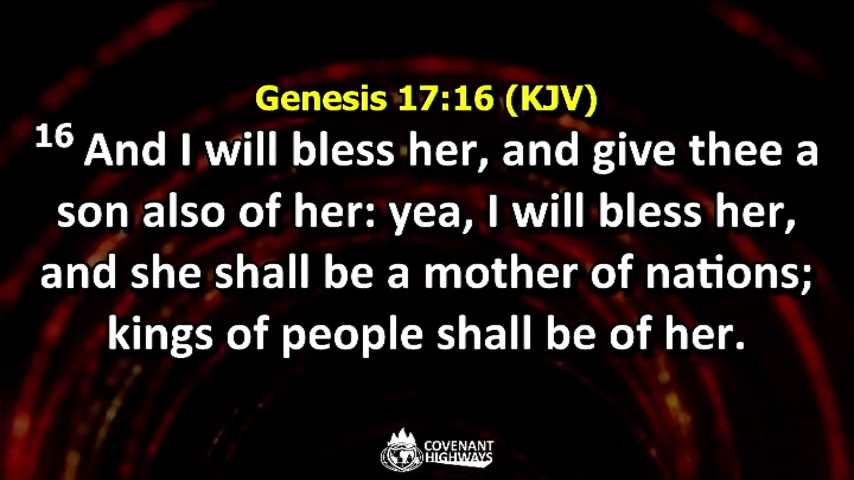 Genesis 17:16 (KJV)
16 And I will bless her, and give thee a
son also of her: yea, I will bless her,
and she shall be a mother of nations;
kings of people shall be of her.
COVENANT
HIGHWAYS